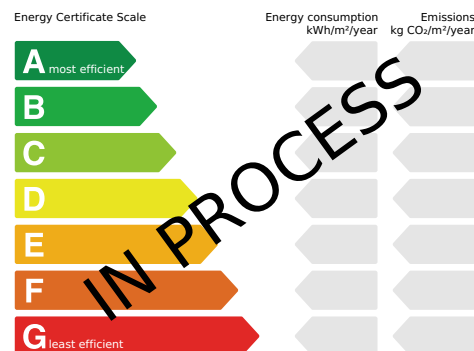 Energy Certificate Scale
Energy consumption
kWh/m²/year
Emissions
kg CO₂/m²/year
A most efficient
B
C
D
E
F
G least efficient
IN PROCESS